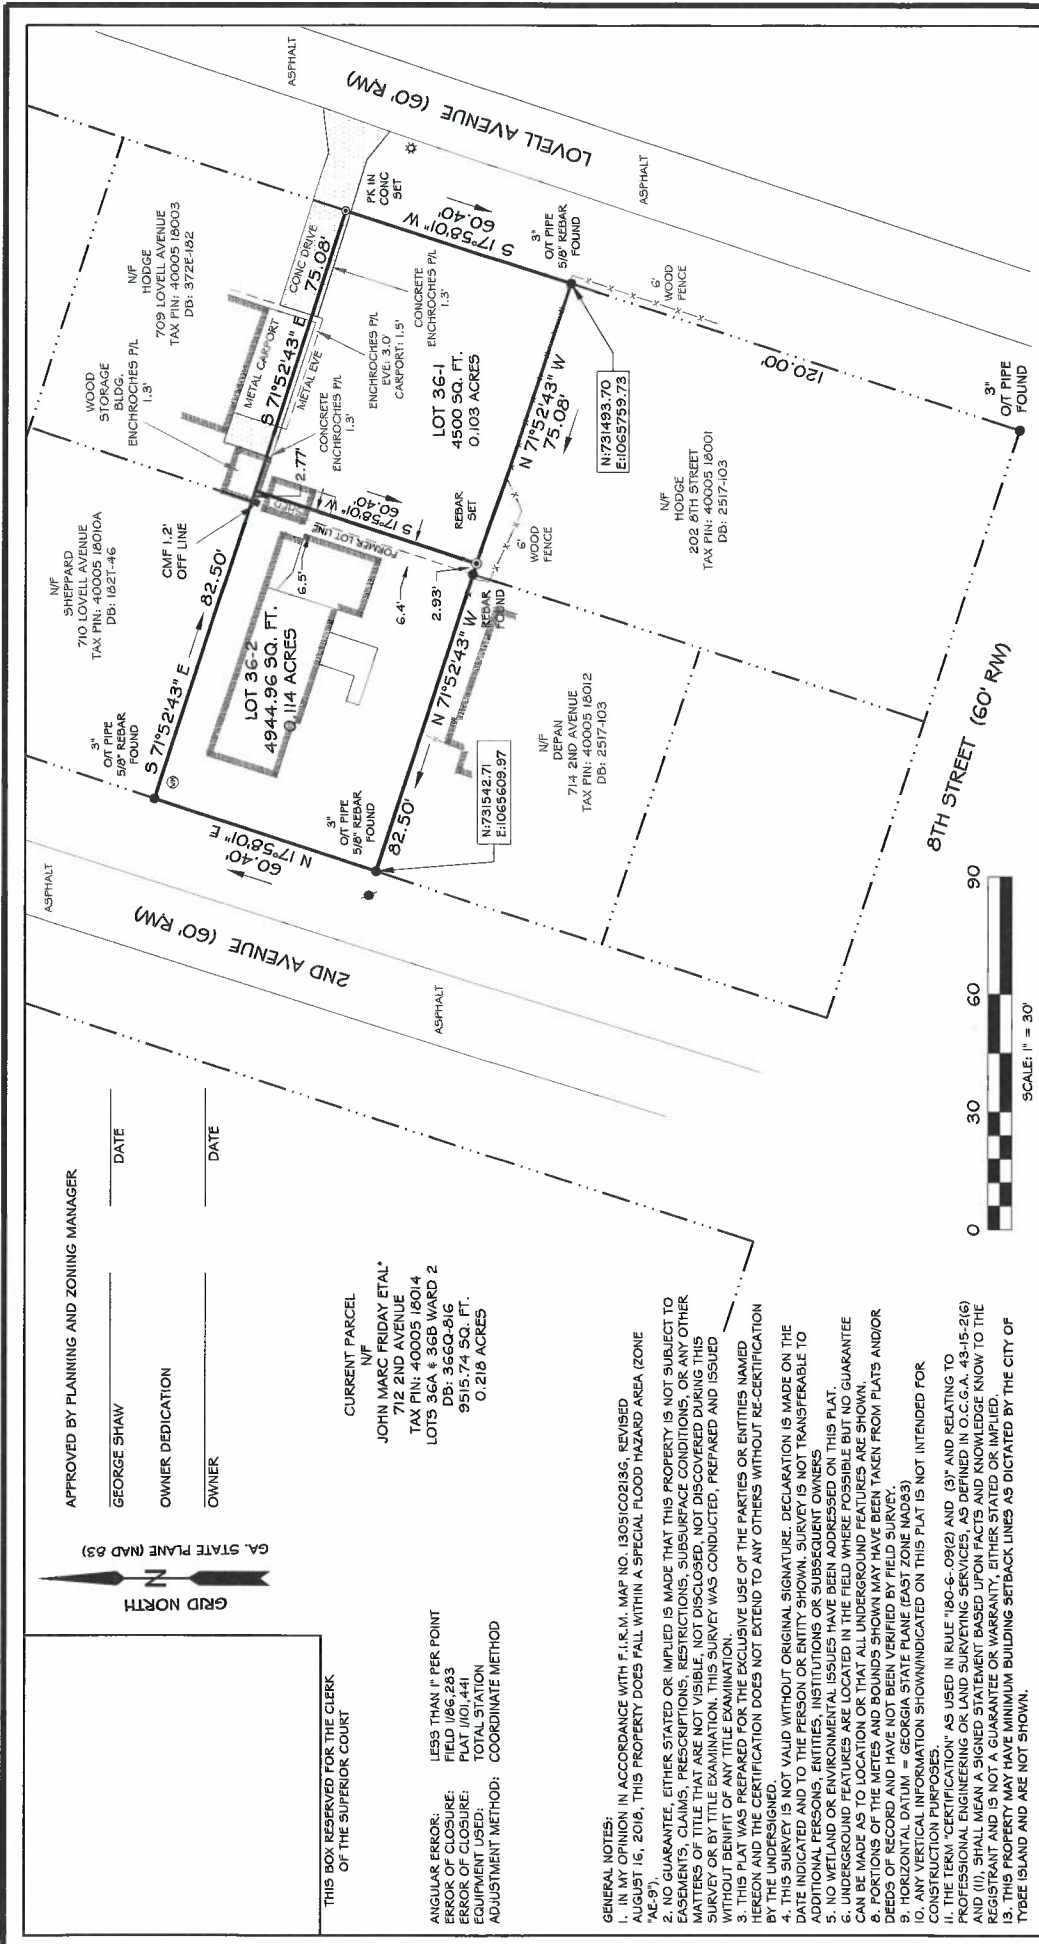 THIS BOX RESERVED FOR THE CLERK
OF THE SUPERIOR COURT
GRID NORTH
N
GA. STATE PLANE (NAD 83)
APPROVED BY PLANNING AND ZONING MANAGER
GEORGE SHAW
DATE
OWNER DEDICATION
OWNER
DATE
ANGULAR ERROR: LESS THAN 1" PER POINT
ERROR OF CLOSURE: FIELD 1/86,283
ERROR OF CLOSURE: PLAT 1/101,441
EQUIPMENT USED: TOTAL STATION
ADJUSTMENT METHOD: COORDINATE METHOD
CURRENT PARCEL
N/F
JOHN MARC FRIDAY ETAL*
712 2ND AVENUE
TAX PIN: 40005 18014
LOTS 36A & 36B WARD 2
DB: 366Q-816
9515.74 SQ. FT.
0.218 ACRES
GENERAL NOTES:
1. IN MY OPINION IN ACCORDANCE WITH F.I.R.M. MAP NO. 13051C0213G, REVISED
AUGUST 16, 2018, THIS PROPERTY DOES FALL WITHIN A SPECIAL FLOOD HAZARD AREA (ZONE
"AE-9").
2. NO GUARANTEE, EITHER STATED OR IMPLIED IS MADE THAT THIS PROPERTY IS NOT SUBJECT TO
EASEMENTS, CLAIMS, PRESCRIPTIONS, RESTRICTIONS, SUBSURFACE CONDITIONS, OR ANY OTHER
MATTERS OF TITLE THAT ARE NOT VISIBLE, NOT DISCLOSED, NOT DISCOVERED DURING THIS
SURVEY OR BY TITLE EXAMINATION. THIS SURVEY WAS CONDUCTED, PREPARED AND ISSUED
WITHOUT BENIFIT OF ANY TITLE EXAMINATION.
3. THIS PLAT WAS PREPARED FOR THE EXCLUSIVE USE OF THE PARTIES OR ENTITIES NAMED
HEREON AND THE CERTIFICATION DOES NOT EXTEND TO ANY OTHERS WITHOUT RE-CERTIFICATION
BY THE UNDERSIGNED.
4. THIS SURVEY IS NOT VALID WITHOUT ORIGINAL SIGNATURE. DECLARATION IS MADE ON THE
DATE INDICATED AND TO THE PERSON OR ENTITY SHOWN. SURVEY IS NOT TRANSFERABLE TO
ADDITIONAL PERSONS, ENTITIES, INSTITUTIONS OR SUBSEQUENT OWNERS
5. NO WETLAND OR ENVIRONMENTAL ISSUES HAVE BEEN ADDRESSED ON THIS PLAT.
6. UNDERGROUND FEATURES ARE LOCATED IN THE FIELD WHERE POSSIBLE BUT NO GUARANTEE
CAN BE MADE AS TO LOCATION OR THAT ALL UNDERGROUND FEATURES ARE SHOWN.
8. PORTIONS OF THE METES AND BOUNDS SHOWN MAY HAVE BEEN TAKEN FROM PLATS AND/OR
DEEDS OF RECORD AND HAVE NOT BEEN VERIFIED BY FIELD SURVEY.
9. HORIZONTAL DATUM = GEORGIA STATE PLANE (EAST ZONE NAD83)
10. ANY VERTICAL INFORMATION SHOWN/INDICATED ON THIS PLAT IS NOT INTENDED FOR
CONSTRUCTION PURPOSES.
11. THE TERM "CERTIFICATION" AS USED IN RULE "180-6-.09(2) AND (3)" AND RELATING TO
PROFESSIONAL ENGINEERING OR LAND SURVEYING SERVICES, AS DEFINED IN O.C.G.A. 43-15-2(6)
AND (11), SHALL MEAN A SIGNED STATEMENT BASED UPON FACTS AND KNOWLEDGE KNOW TO THE
REGISTRANT AND IS NOT A GUARANTEE OR WARRANTY, EITHER STATED OR IMPLIED.
13. THIS PROPERTY MAY HAVE MINIMUM BUILDING SETBACK LINES AS DICTATED BY THE CITY OF
TYBEE ISLAND AND ARE NOT SHOWN.
ASPHALT
2ND AVENUE (60' R/W)
ASPHALT
N 17°58'01" E
60.40'
3"
O/T PIPE
5/8" REBAR
FOUND
WM
S 71°52'43" E
82.50'
N/F
SHEPPARD
710 LOVELL AVENUE
TAX PIN: 40005 18010A
DB: 182T-46
CMF 1.2'
OFF LINE
WOOD
STORAGE
BLDG.
ENCHROCHES P/L
1.3'
N/F
HODGE
709 LOVELL AVENUE
TAX PIN: 40005 18003
DB: 372E-182
METAL CARPORT
CONC DRIVE
METAL EVE
S 71°52'43" E
75.08'
PK IN
CONC
SET
ASPHALT
LOVELL AVENUE (60' R/W)
ASPHALT
SHED
2.77'
CONCRETE
ENCHROCHES P/L
1.3'
ENCHROCHES P/L
EVE: 3.0'
CARPORT: 1.5'
CONCRETE
ENCHROCHES P/L
1.3'
S 17°58'01" W
60.40'
LOT 36-2
4944.96 SQ. FT.
0.114 ACRES
6.5'
FORMER LOT LINE
S 17°58'01" W
60.40'
6.4'
2.93'
REBAR
SET
REBAR
FOUND
LOT 36-1
4500 SQ. FT.
0.103 ACRES
N 71°52'43" W
75.08'
3"
O/T PIPE
5/8" REBAR
FOUND
6'
WOOD
FENCE
N:731493.70
E:1065759.73
6'
WOOD
FENCE
3"
O/T PIPE
5/8" REBAR
FOUND
82.50'
N 71°52'43" W
N:731542.71
E:1065609.97
N/F
DEPAN
714 2ND AVENUE
TAX PIN: 40005 18012
DB: 2517-103
N/F
HODGE
202 8TH STREET
TAX PIN: 40005 18001
DB: 2517-103
120.00'
3"
O/T PIPE
FOUND
8TH STREET (60' R/W)
0 30 60 90
SCALE: 1" = 30'